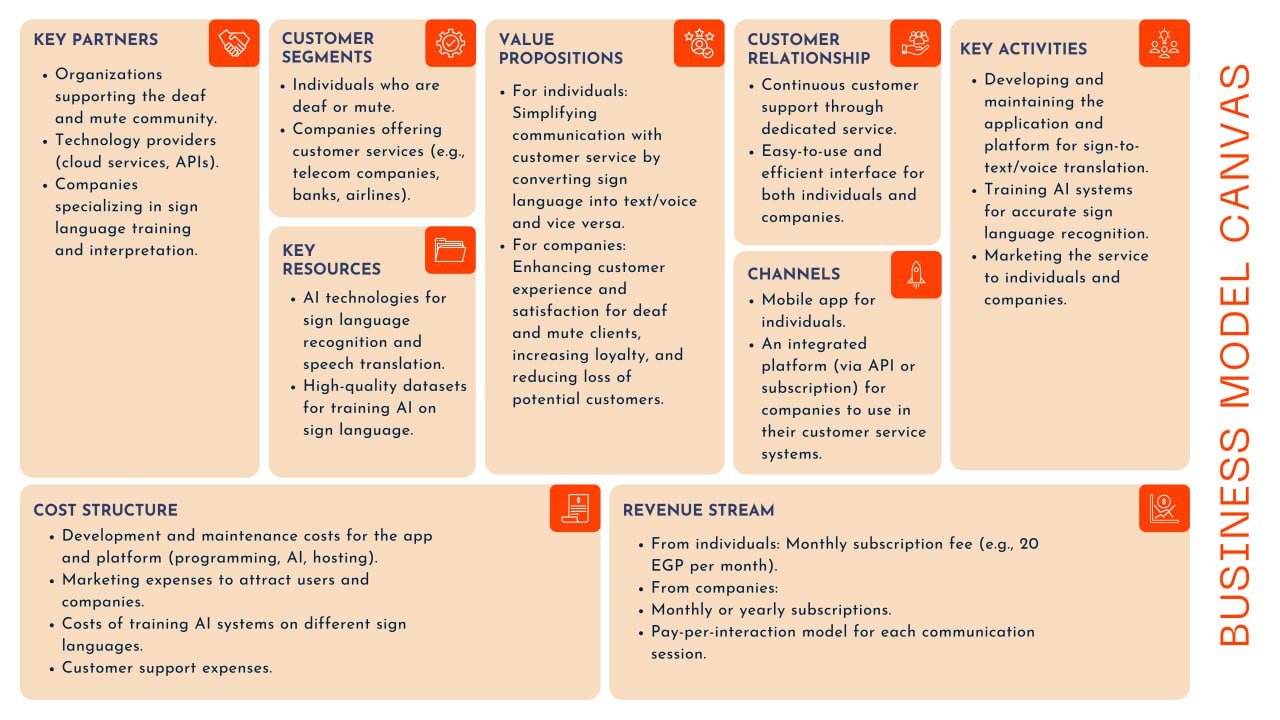 KEY PARTNERS
• Organizations
supporting the deaf
and mute community.
• Technology providers
(cloud services, APIs).
• Companies
specializing in sign
language training
and interpretation.
CUSTOMER
SEGMENTS
• Individuals who are
deaf or mute.
• Companies offering
customer services (e.g.,
telecom companies,
banks, airlines).
KEY
RESOURCES
• AI technologies for
sign language
recognition and
speech translation.
• High-quality datasets
for training AI on
sign language.
VALUE
PROPOSITIONS
• For individuals:
Simplifying
communication with
customer service by
converting sign
language into text/voice
and vice versa.
• For companies:
Enhancing customer
experience and
satisfaction for deaf
and mute clients,
increasing loyalty, and
reducing loss of
potential customers.
CUSTOMER
RELATIONSHIP
• Continuous customer
support through
dedicated service.
• Easy-to-use and
efficient interface for
both individuals and
companies.
CHANNELS
• Mobile app for
individuals.
• An integrated
platform (via API or
subscription) for
companies to use in
their customer service
systems.
KEY ACTIVITIES
• Developing and
maintaining the
application and
platform for sign-to-
text/voice translation.
• Training AI systems
for accurate sign
language recognition.
• Marketing the service
to individuals and
companies.
COST STRUCTURE
• Development and maintenance costs for the app
and platform (programming, AI, hosting).
• Marketing expenses to attract users and
companies.
• Costs of training AI systems on different sign
languages.
• Customer support expenses.
REVENUE STREAM
• From individuals: Monthly subscription fee (e.g., 20
EGP per month).
• From companies:
• Monthly or yearly subscriptions.
• Pay-per-interaction model for each communication
session.
BUSINESS MODEL CANVAS